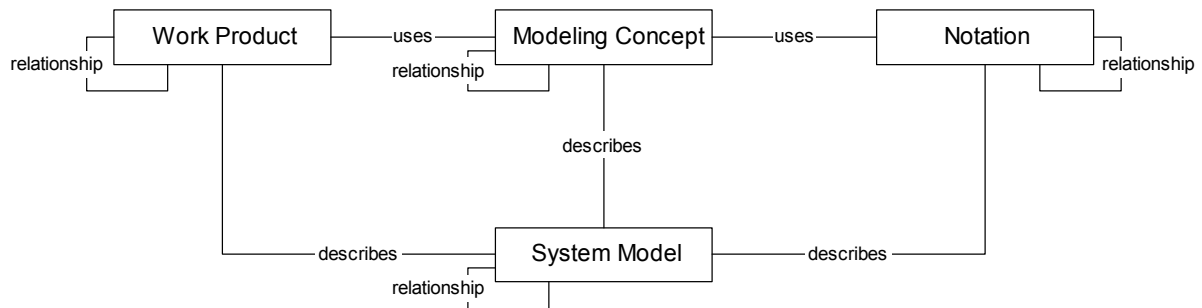 Work Product
uses
Modeling Concept
uses
Notation
relationship
relationship
relationship
describes
describes
System Model
describes
relationship